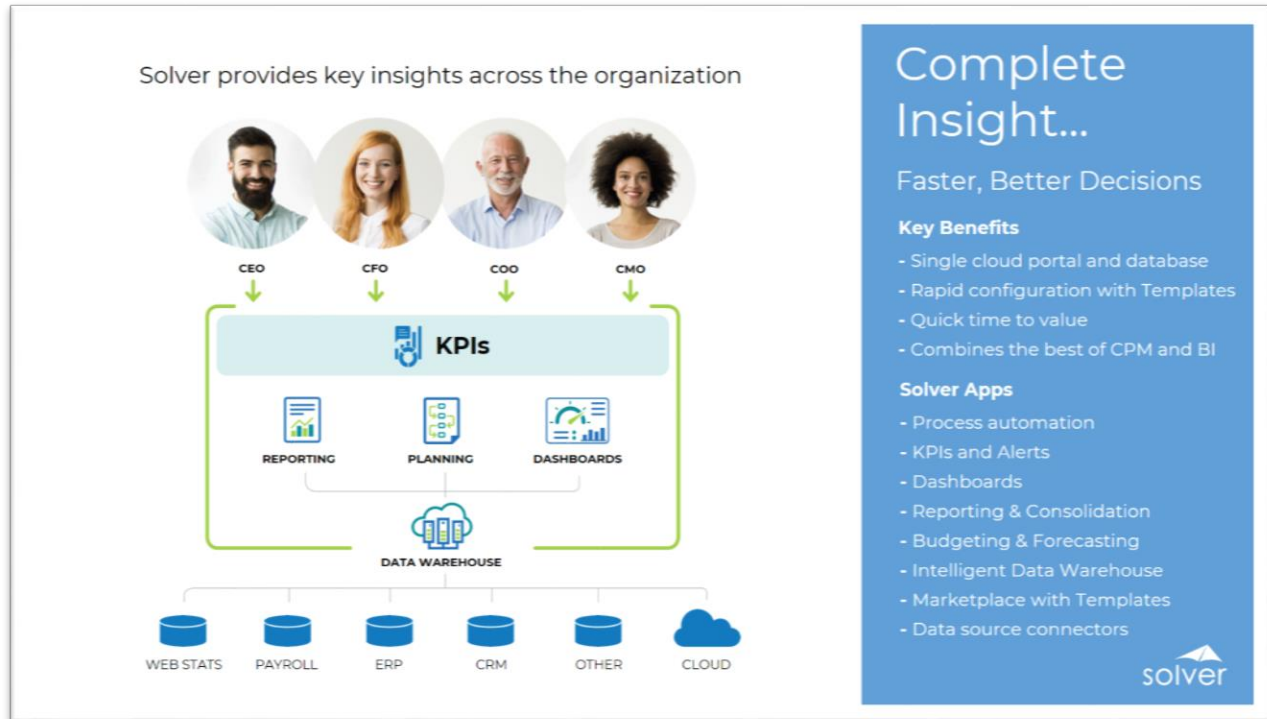 Solver provides key insights across the organization
CEO
CFO
COO
CMO
KPIs
REPORTING
PLANNING
DASHBOARDS
DATA WAREHOUSE
WEB STATS
PAYROLL
ERP
CRM
OTHER
CLOUD
Complete
Insight...
Faster, Better Decisions
Key Benefits
- Single cloud portal and database
- Rapid configuration with Templates
- Quick time to value
- Combines the best of CPM and BI
Solver Apps
- Process automation
- KPIs and Alerts
- Dashboards
- Reporting & Consolidation
- Budgeting & Forecasting
- Intelligent Data Warehouse
- Marketplace with Templates
- Data source connectors
solver